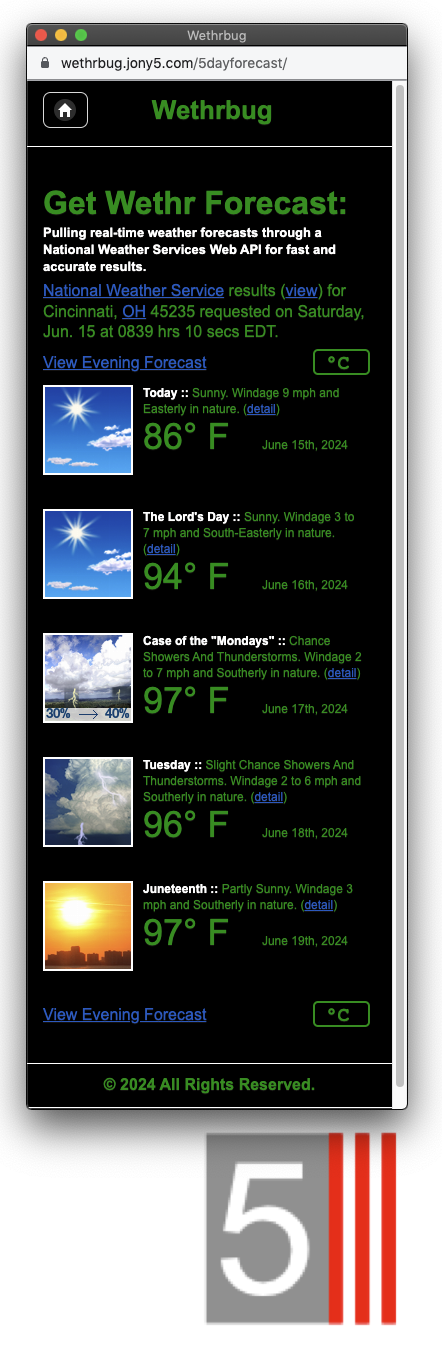 Wethrbug
wethrbug.jony5.com/5dayforecast/
Wethrbug
Get Wethr Forecast:
Pulling real-time weather forecasts through a
National Weather Services Web API for fast and
accurate results.
National Weather Service results (view) for
Cincinnati, OH 45235 requested on Saturday,
Jun. 15 at 0839 hrs 10 secs EDT.
View Evening Forecast
°C
Today :: Sunny. Windage 9 mph and
Easterly in nature. (detail)
86° F June 15th, 2024
The Lord's Day :: Sunny. Windage 3 to
7 mph and South-Easterly in nature.
(detail)
94° F June 16th, 2024
Case of the "Mondays" :: Chance
Showers And Thunderstorms. Windage 2
to 7 mph and Southerly in nature. (detail)
30% → 40%
97° F June 17th, 2024
Tuesday :: Slight Chance Showers And
Thunderstorms. Windage 2 to 6 mph and
Southerly in nature. (detail)
96° F June 18th, 2024
Juneteenth :: Partly Sunny. Windage 3
mph and Southerly in nature. (detail)
97° F June 19th, 2024
View Evening Forecast
°C
© 2024 All Rights Reserved.
5